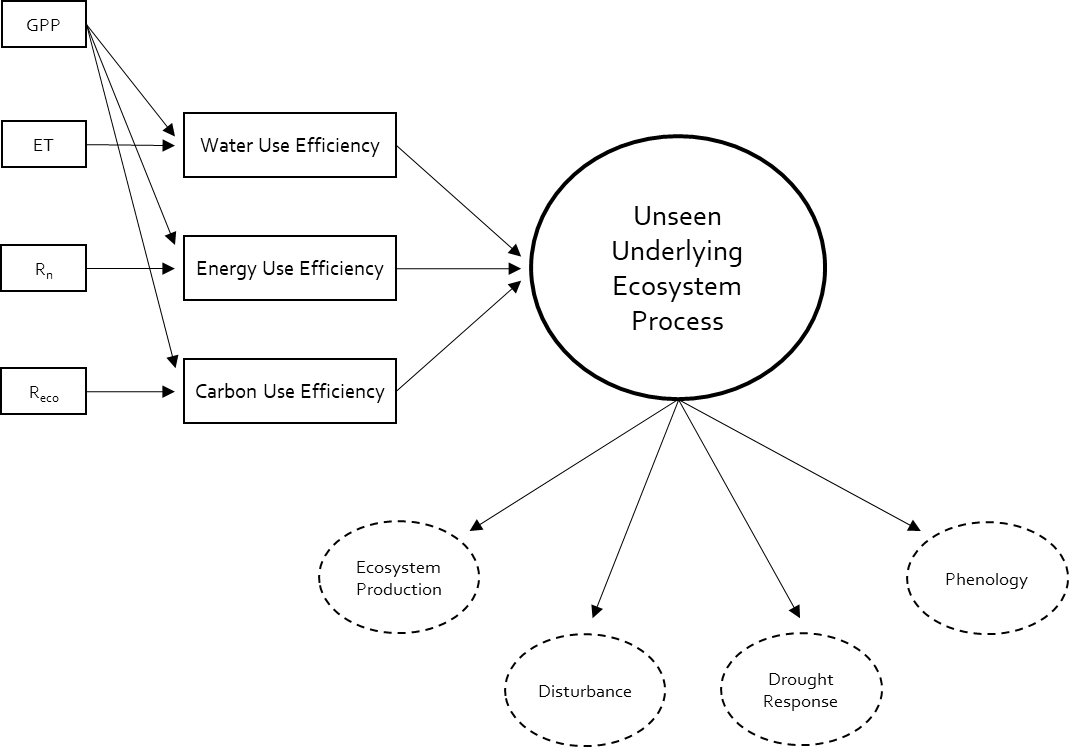 GPP
ET
Rn
Reco
Water Use Efficiency
Energy Use Efficiency
Carbon Use Efficiency
Unseen
Underlying
Ecosystem
Process
Ecosystem
Production
Disturbance
Drought
Response
Phenology